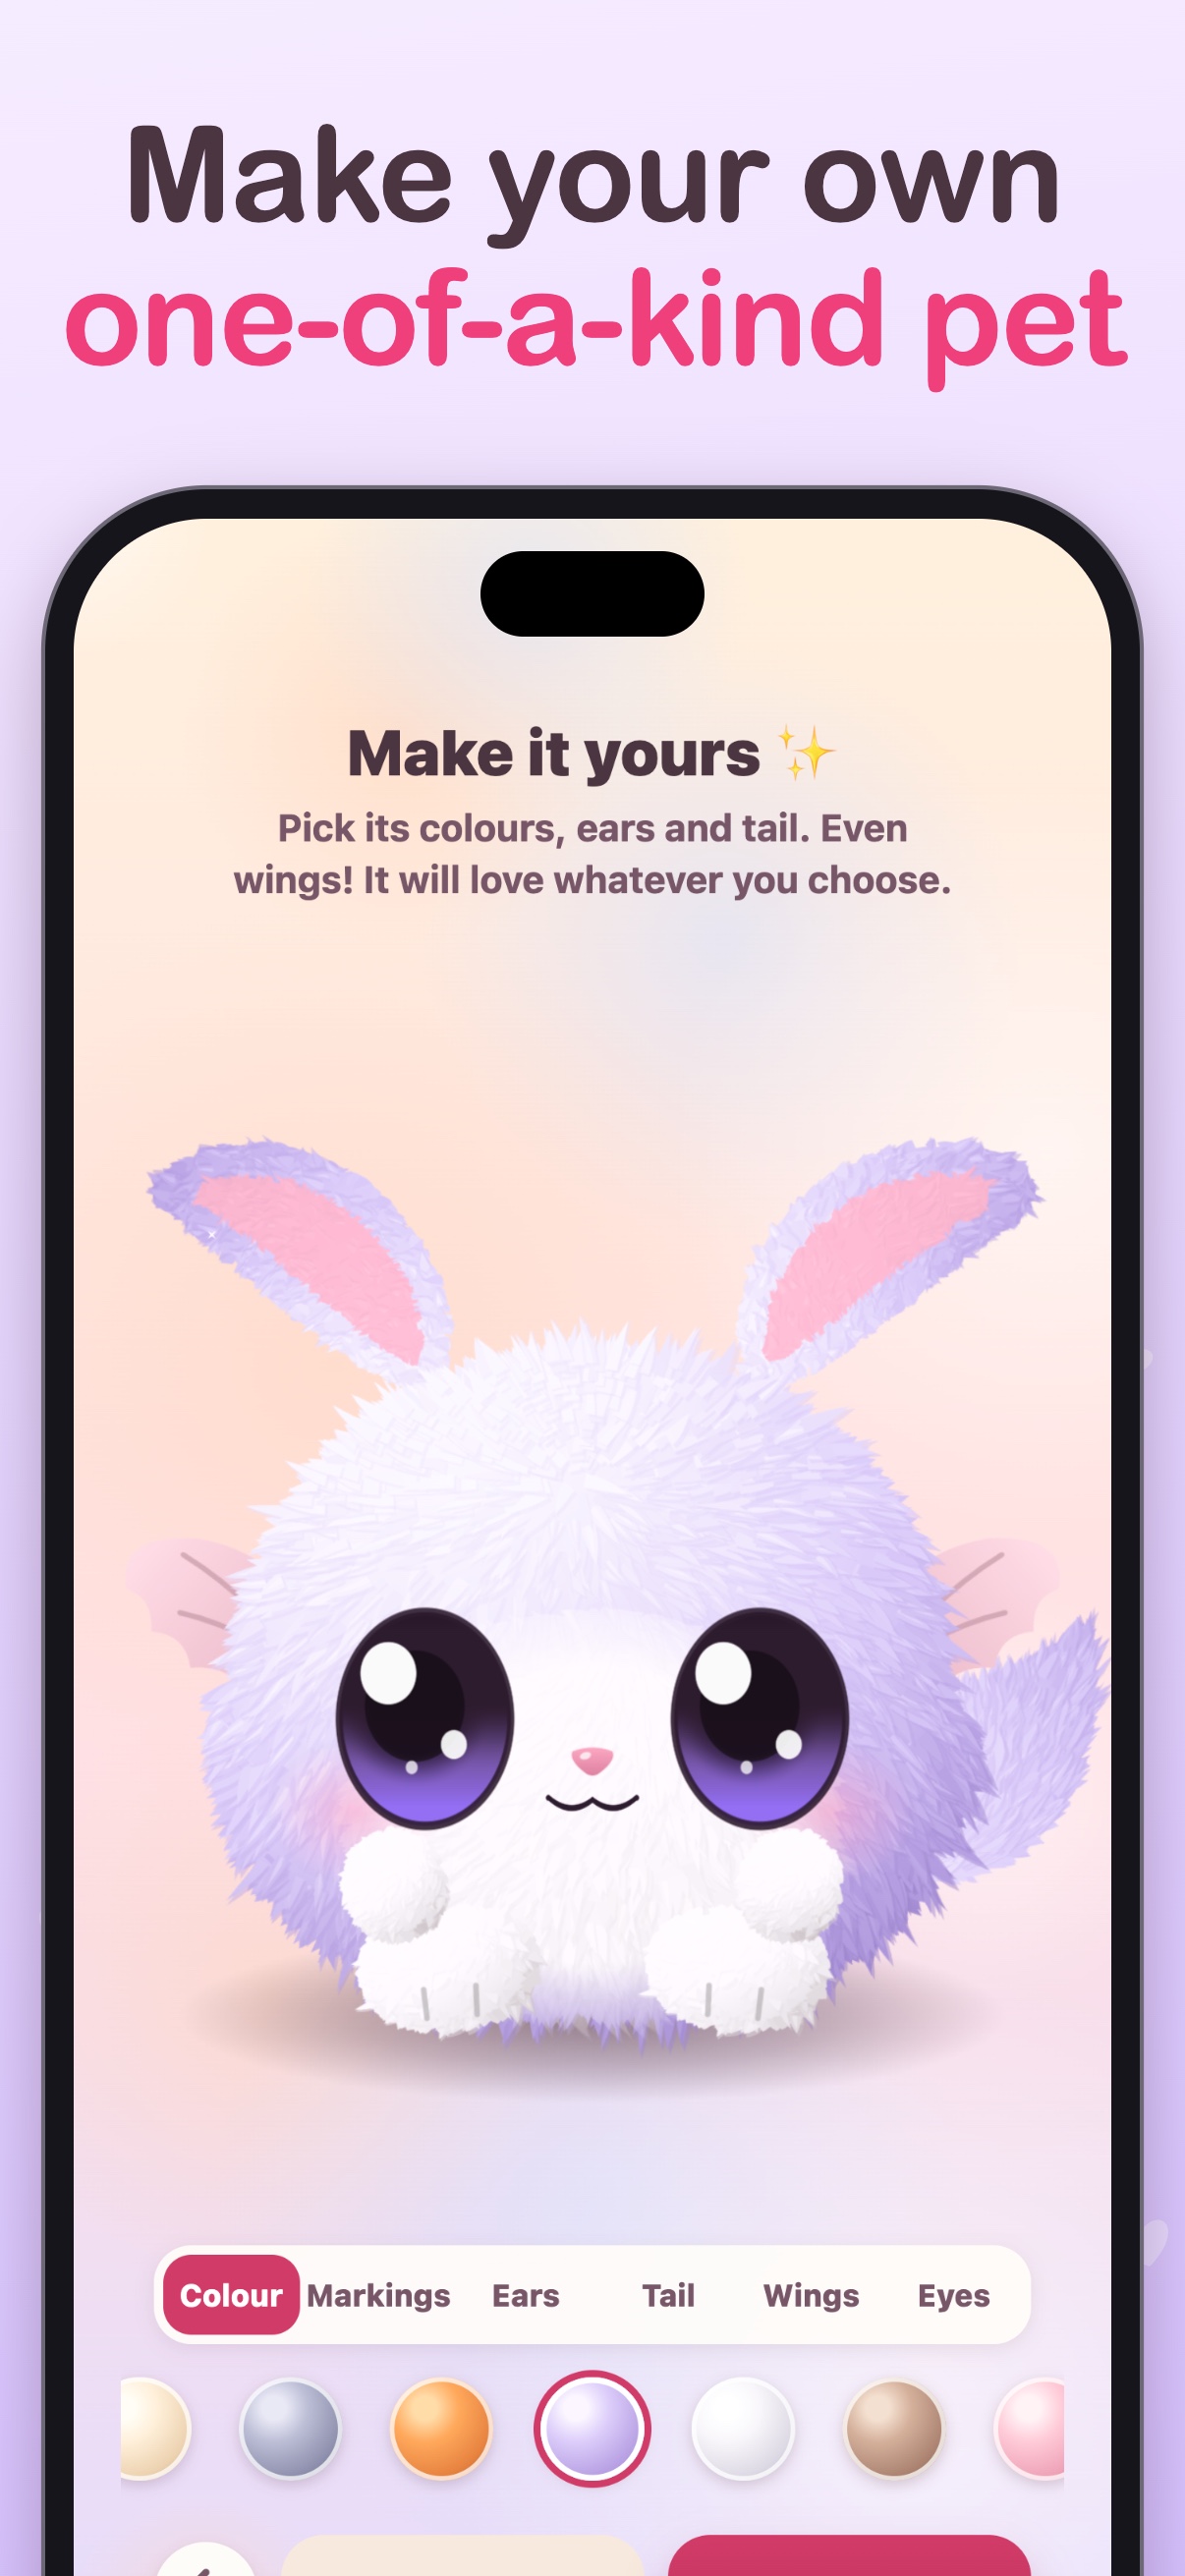 Make your own
one-of-a-kind pet
Make it yours ✨
Pick its colours, ears and tail. Even
wings! It will love whatever you choose.
Colour Markings Ears Tail Wings Eyes